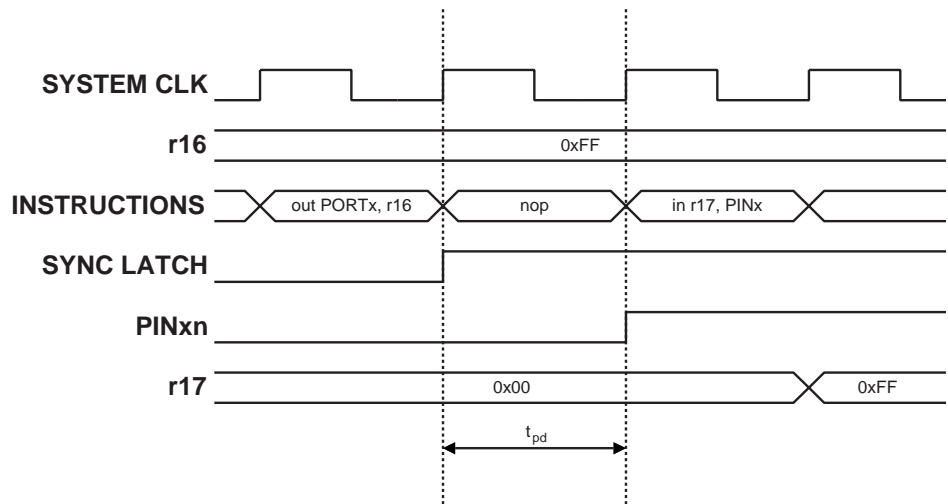 SYSTEM CLK
r16
0xFF
INSTRUCTIONS
out PORTx, r16
nop
in r17, PINx
SYNC LATCH
PINxn
r17
0x00
0xFF
tpd